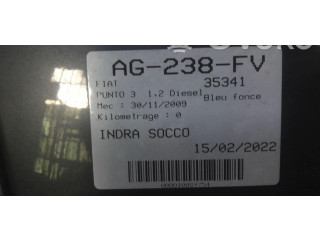 AG-238-FV
FIAT 35341
PUNTO 3 1.2 Diesel Bleu fonce
Mec : 30/11/2009
Kilometrage : 0
INDRA SOCCO
15/02/2022